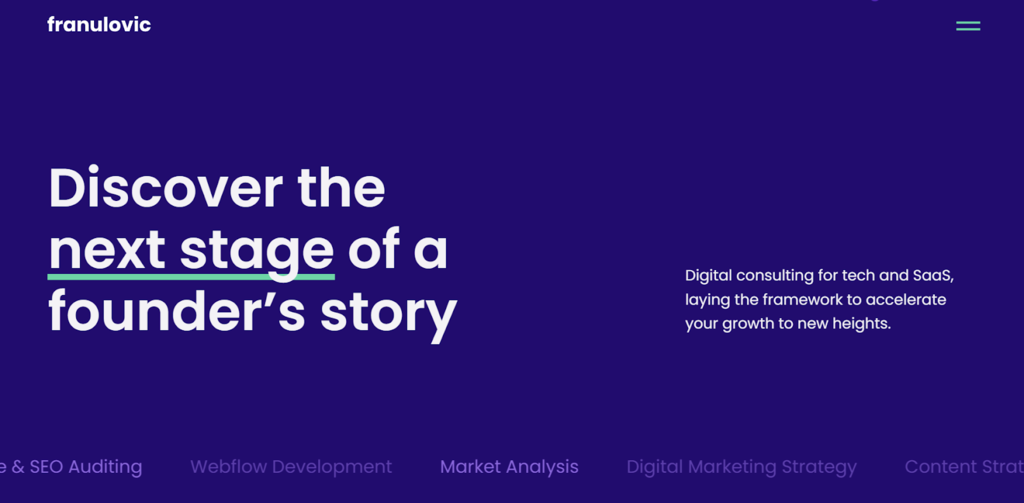 franulovic
Discover the
next stage of a
founder’s story
Digital consulting for tech and SaaS,
laying the framework to accelerate
your growth to new heights.
e & SEO Auditing Webflow Development Market Analysis Digital Marketing Strategy Content Strat